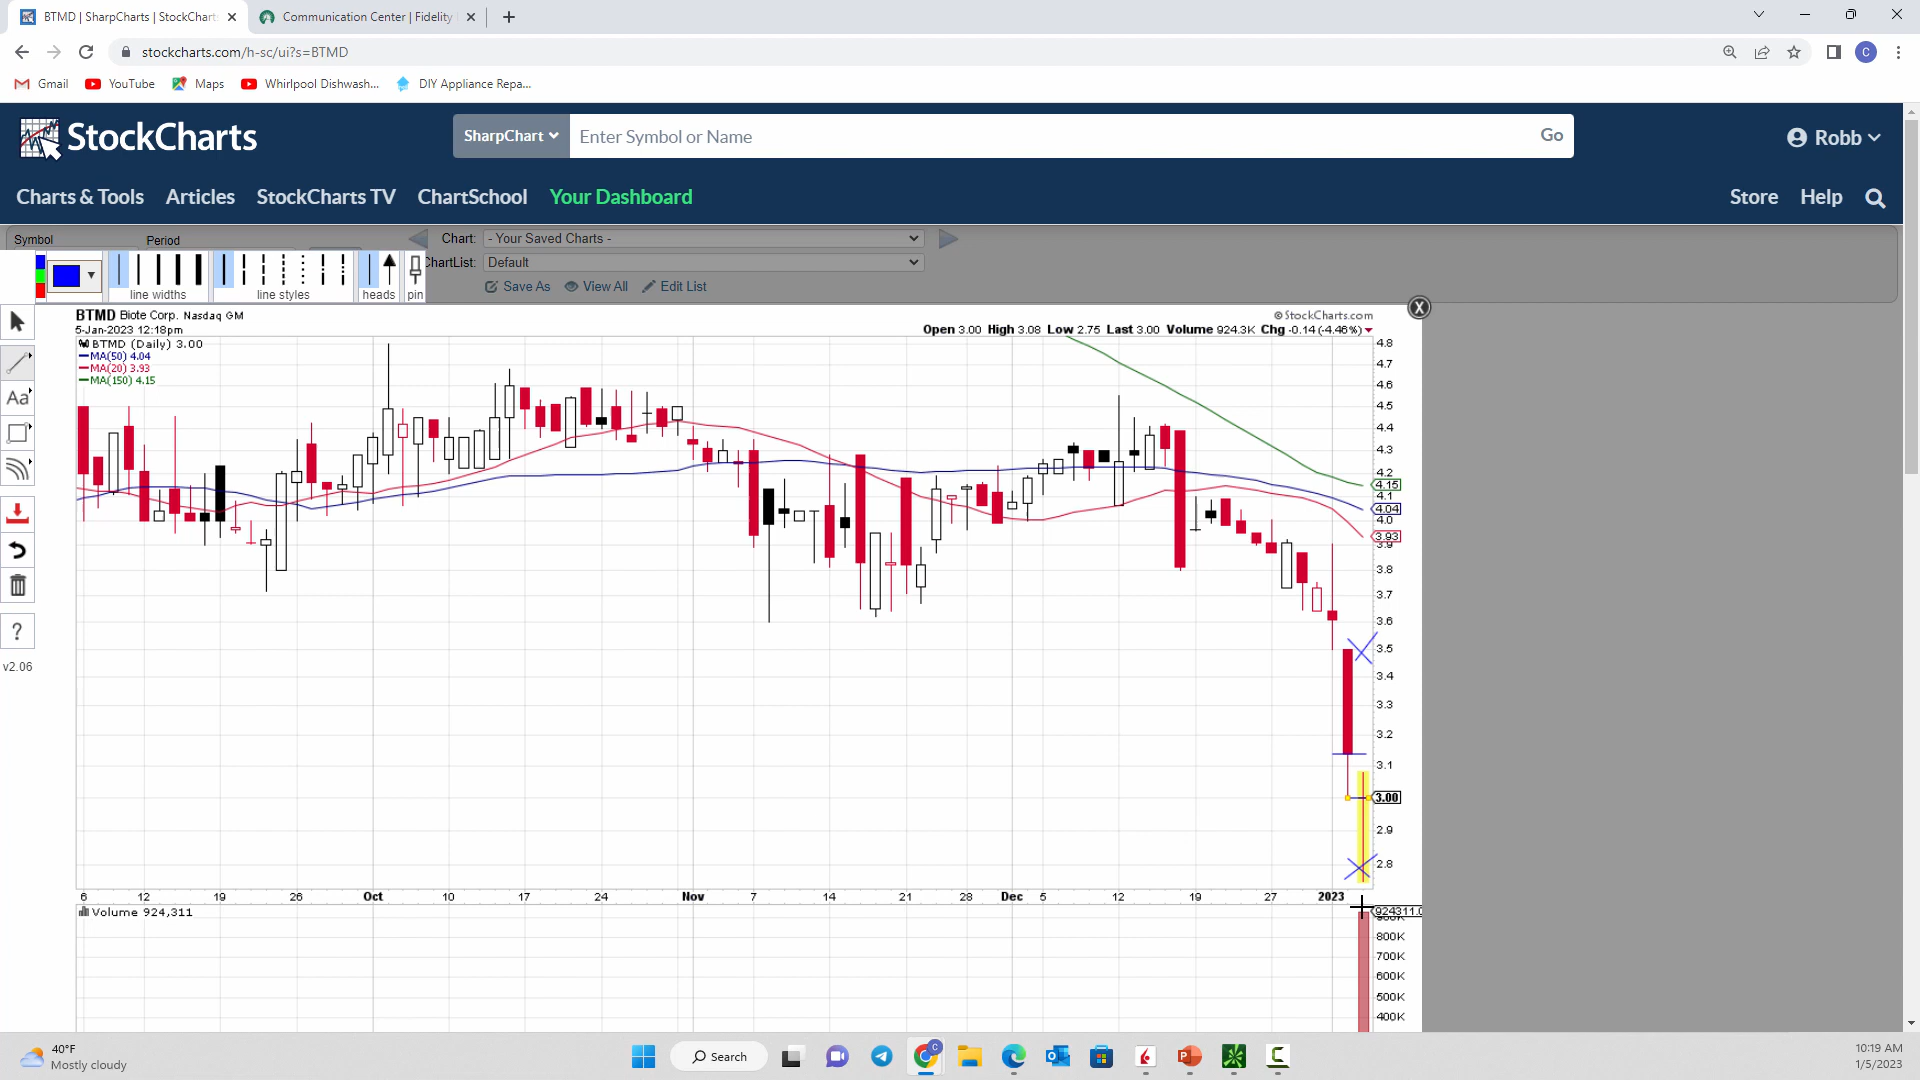 BTMD | SharpCharts | StockChart
Communication Center | Fidelity
stockcharts.com/h-sc/ui?s=BTMD
C
Gmail
YouTube
Maps
Whirlpool Dishwash...
DIY Appliance Repa...
StockCharts
SharpChart
Enter Symbol or Name
Go
Robb
Charts & Tools
Articles
StockCharts TV
ChartSchool
Your Dashboard
Store
Help
Symbol
Period
Chart:
- Your Saved Charts -
ChartList:
Default
Save As
View All
Edit List
line widths
line styles
heads
pin
Aa
?
v2.06
X
BTMD Biote Corp. Nasdaq GM
© StockCharts.com
5-Jan-2023 12:18pm
Open 3.00 High 3.08 Low 2.75 Last 3.00 Volume 924.3K Chg -0.14 (-4.46%)
BTMD (Daily) 3.00
MA(50) 4.04
MA(20) 3.93
MA(150) 4.15
4.8
4.7
4.6
4.5
4.4
4.3
4.2
4.15
4.1
4.04
4.0
3.93
3.9
3.8
3.7
3.6
3.5
3.4
3.3
3.2
3.1
3.00
2.9
2.8
6 12 19 26 Oct 10 17 24 Nov 7 14 21 28 Dec 5 12 19 27 2023
Volume 924,311
924311.0
900K
800K
700K
600K
500K
400K
40°F
Mostly cloudy
Search
C
10:19 AM
1/5/2023